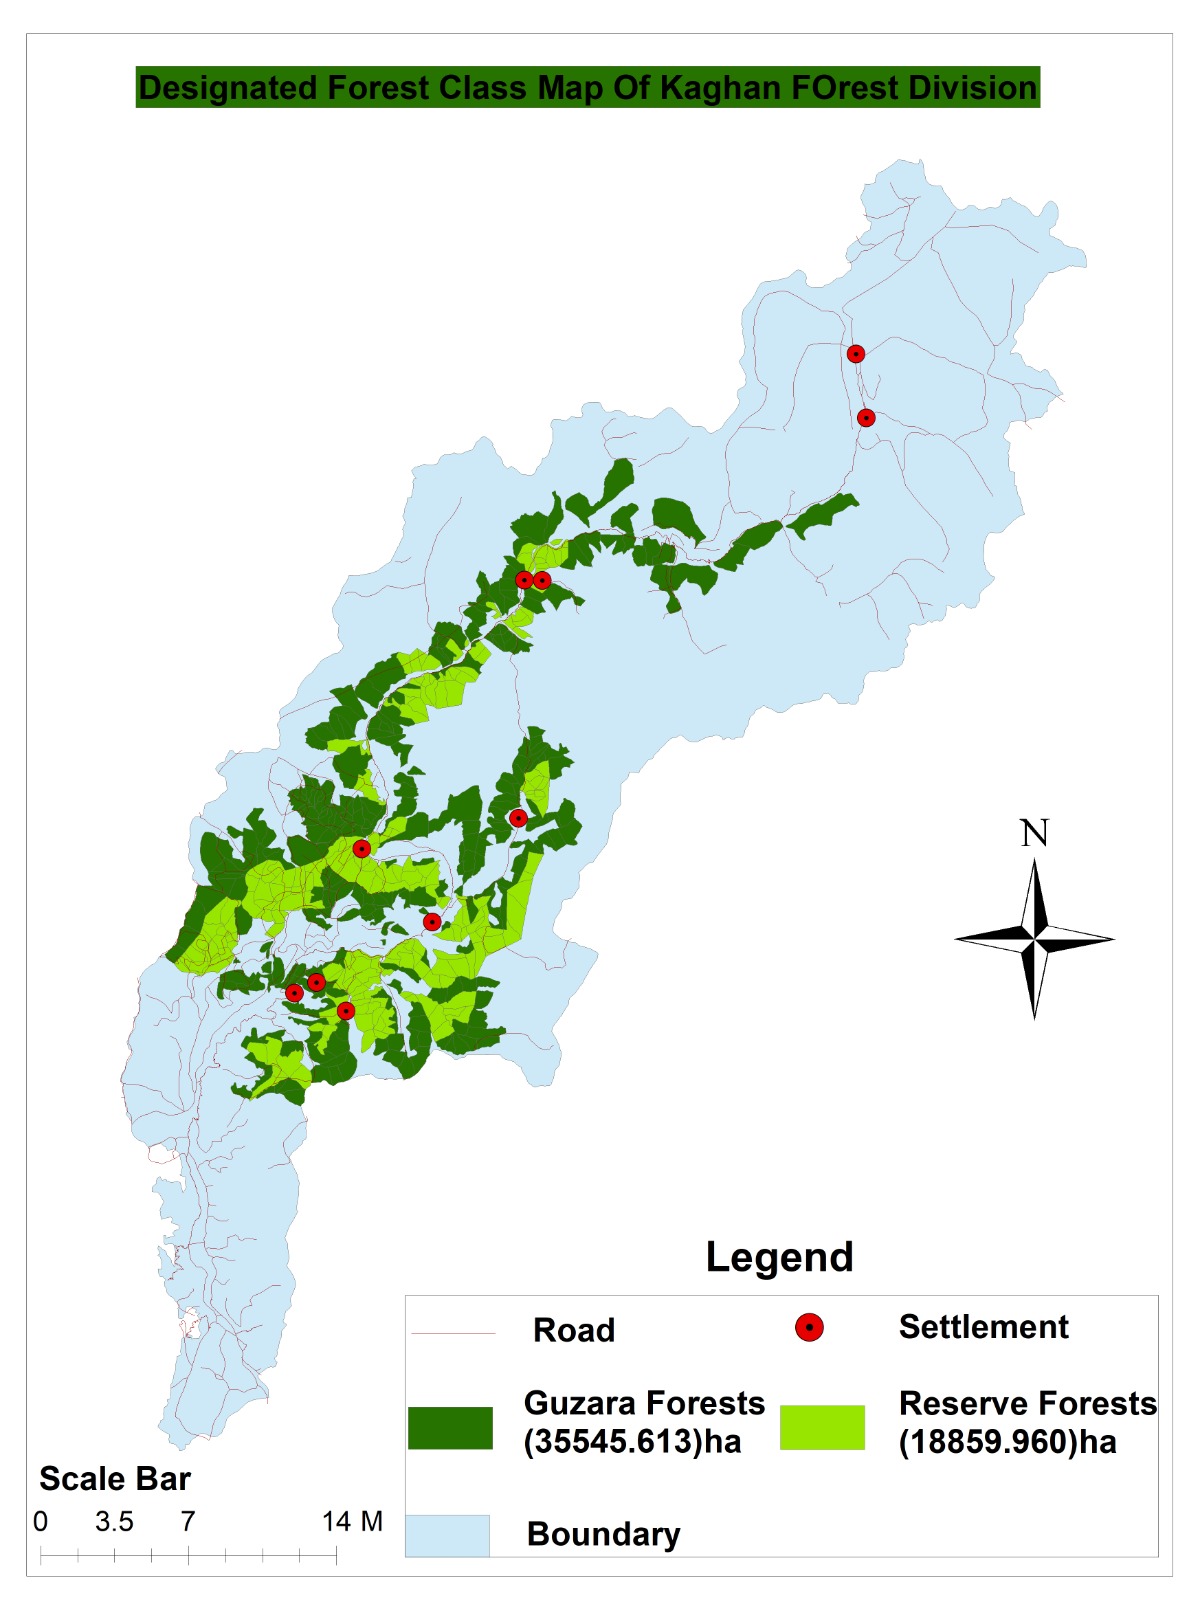 Designated Forest Class Map Of Kaghan FOrest Division
N
Legend
Road
Settlement
Guzara Forests
(35545.613)ha
Reserve Forests
(18859.960)ha
Boundary
Scale Bar
0 3.5 7 14 M